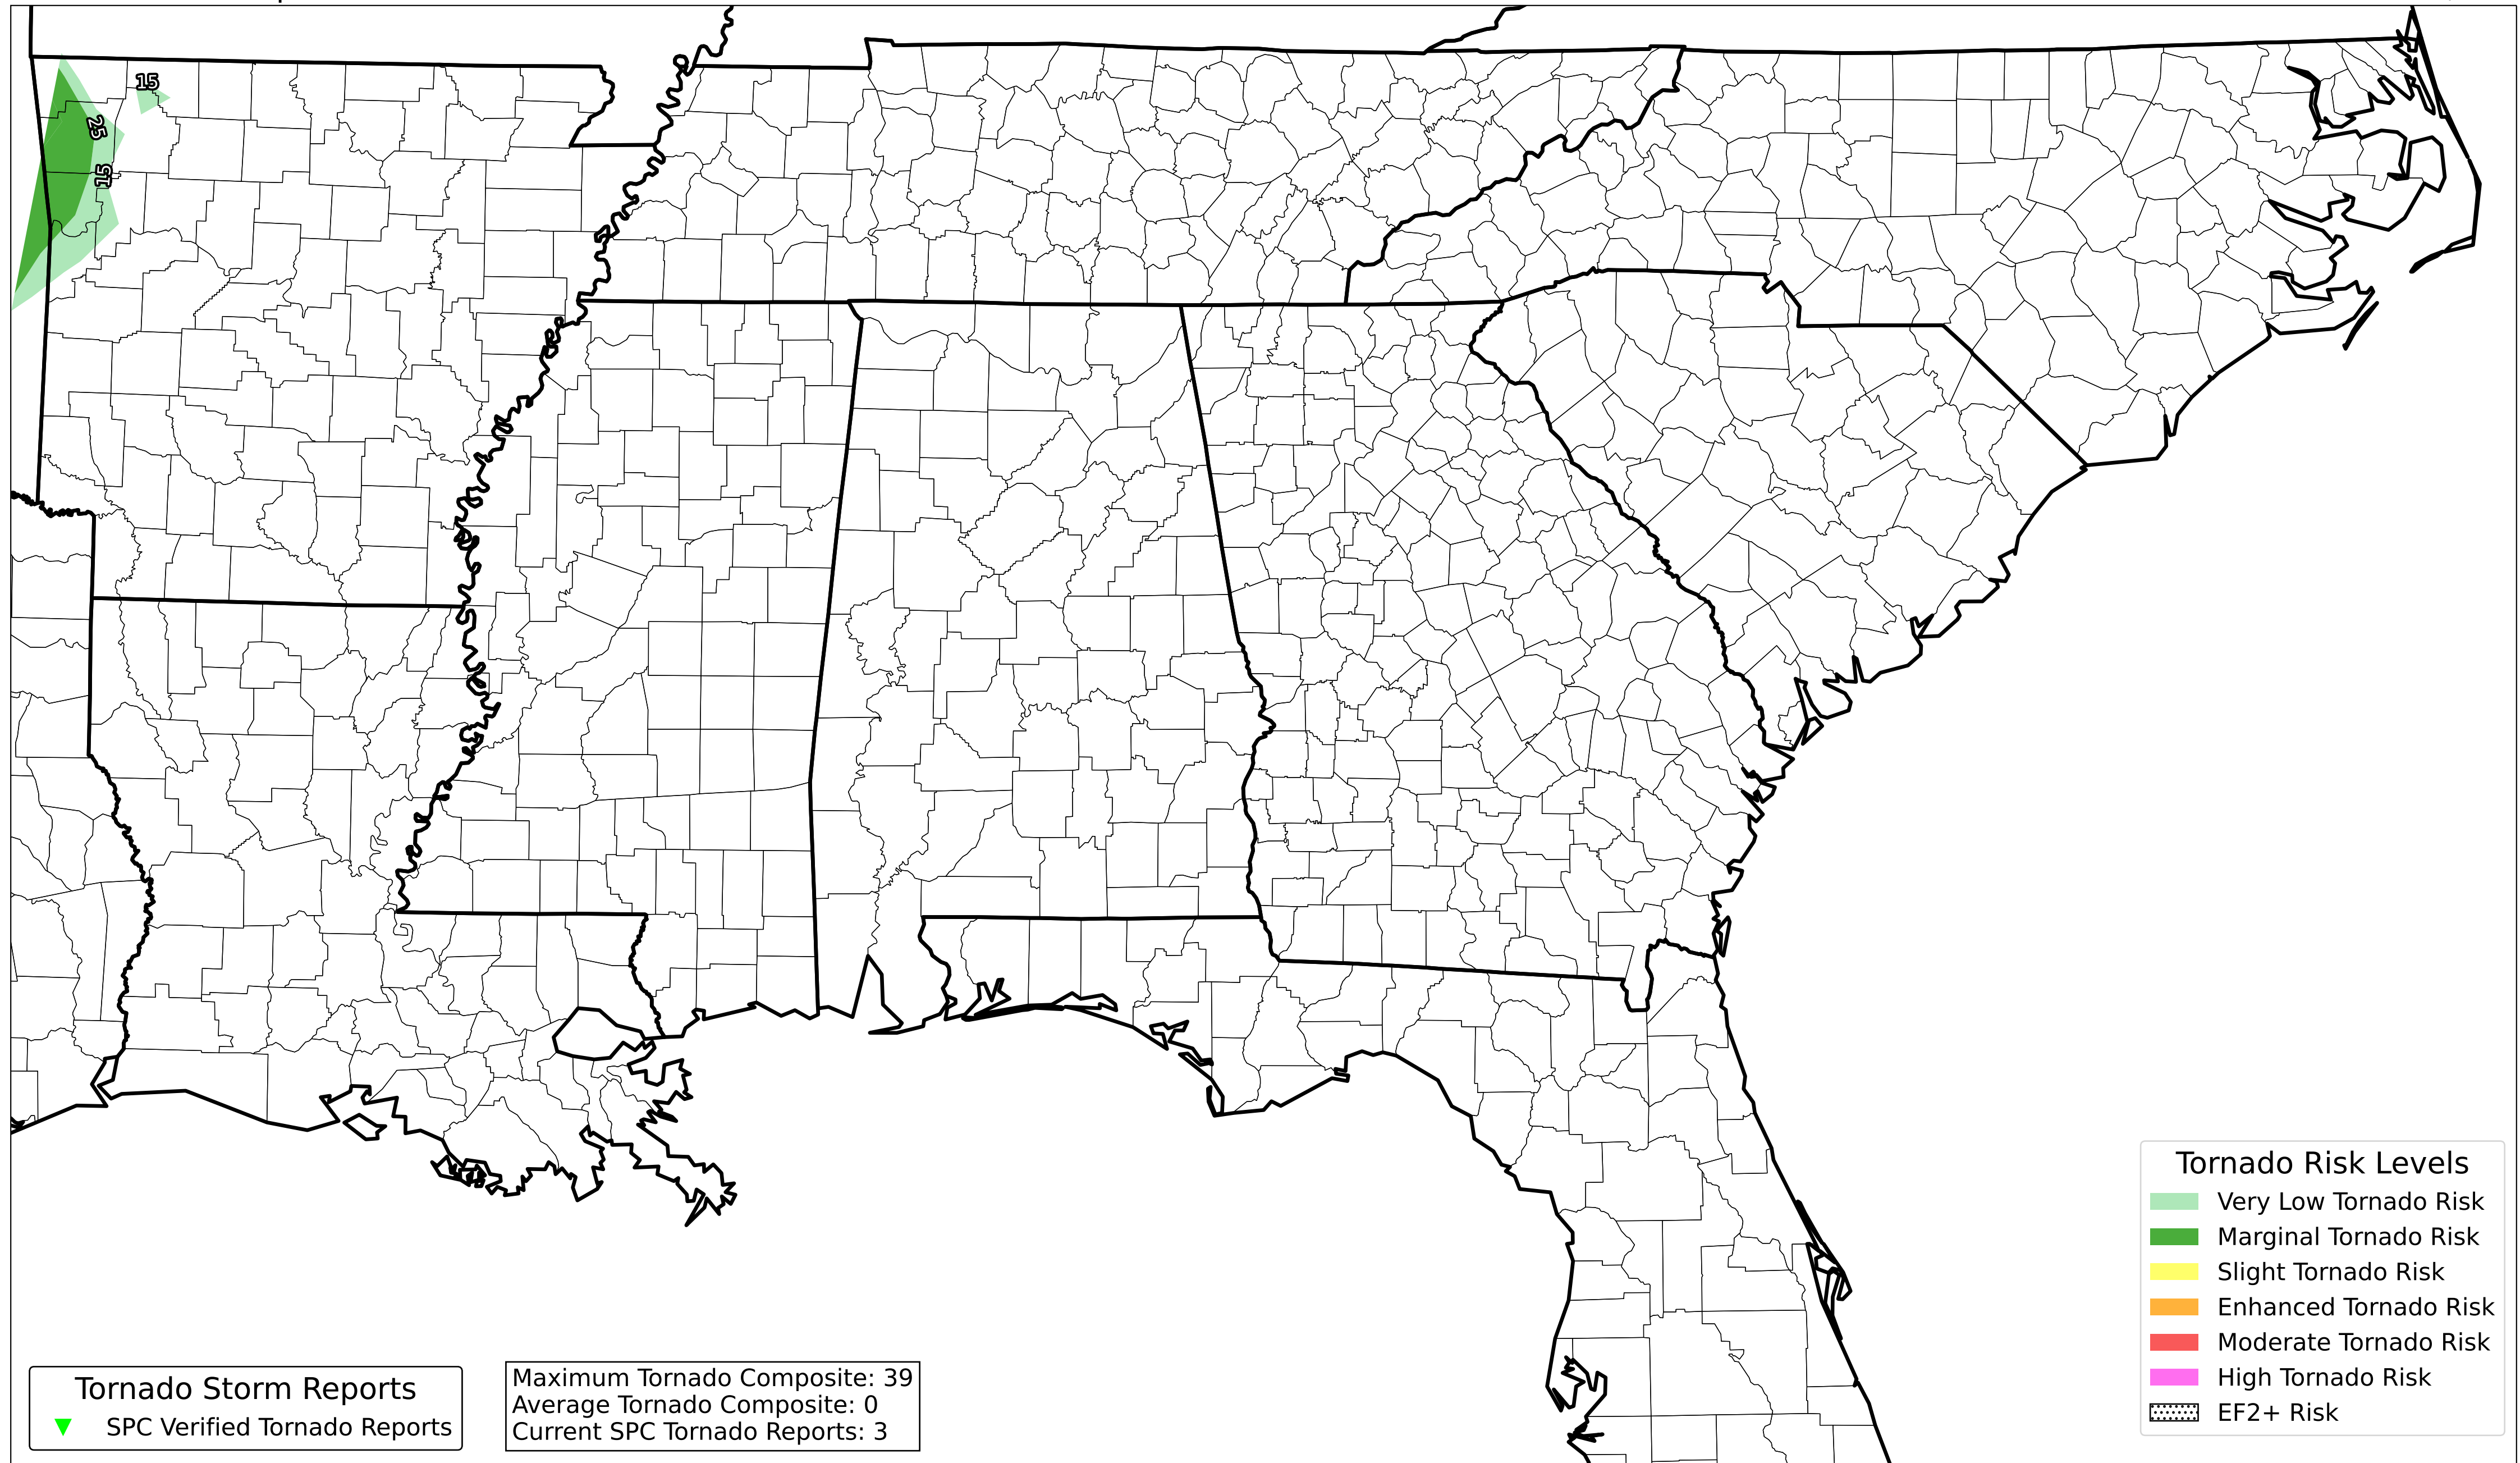 15
25
15
Tornado Risk Levels
Very Low Tornado Risk
Marginal Tornado Risk
Slight Tornado Risk
Enhanced Tornado Risk
Moderate Tornado Risk
High Tornado Risk
EF2+ Risk
Tornado Storm Reports
SPC Verified Tornado Reports
Maximum Tornado Composite: 39
Average Tornado Composite: 0
Current SPC Tornado Reports: 3